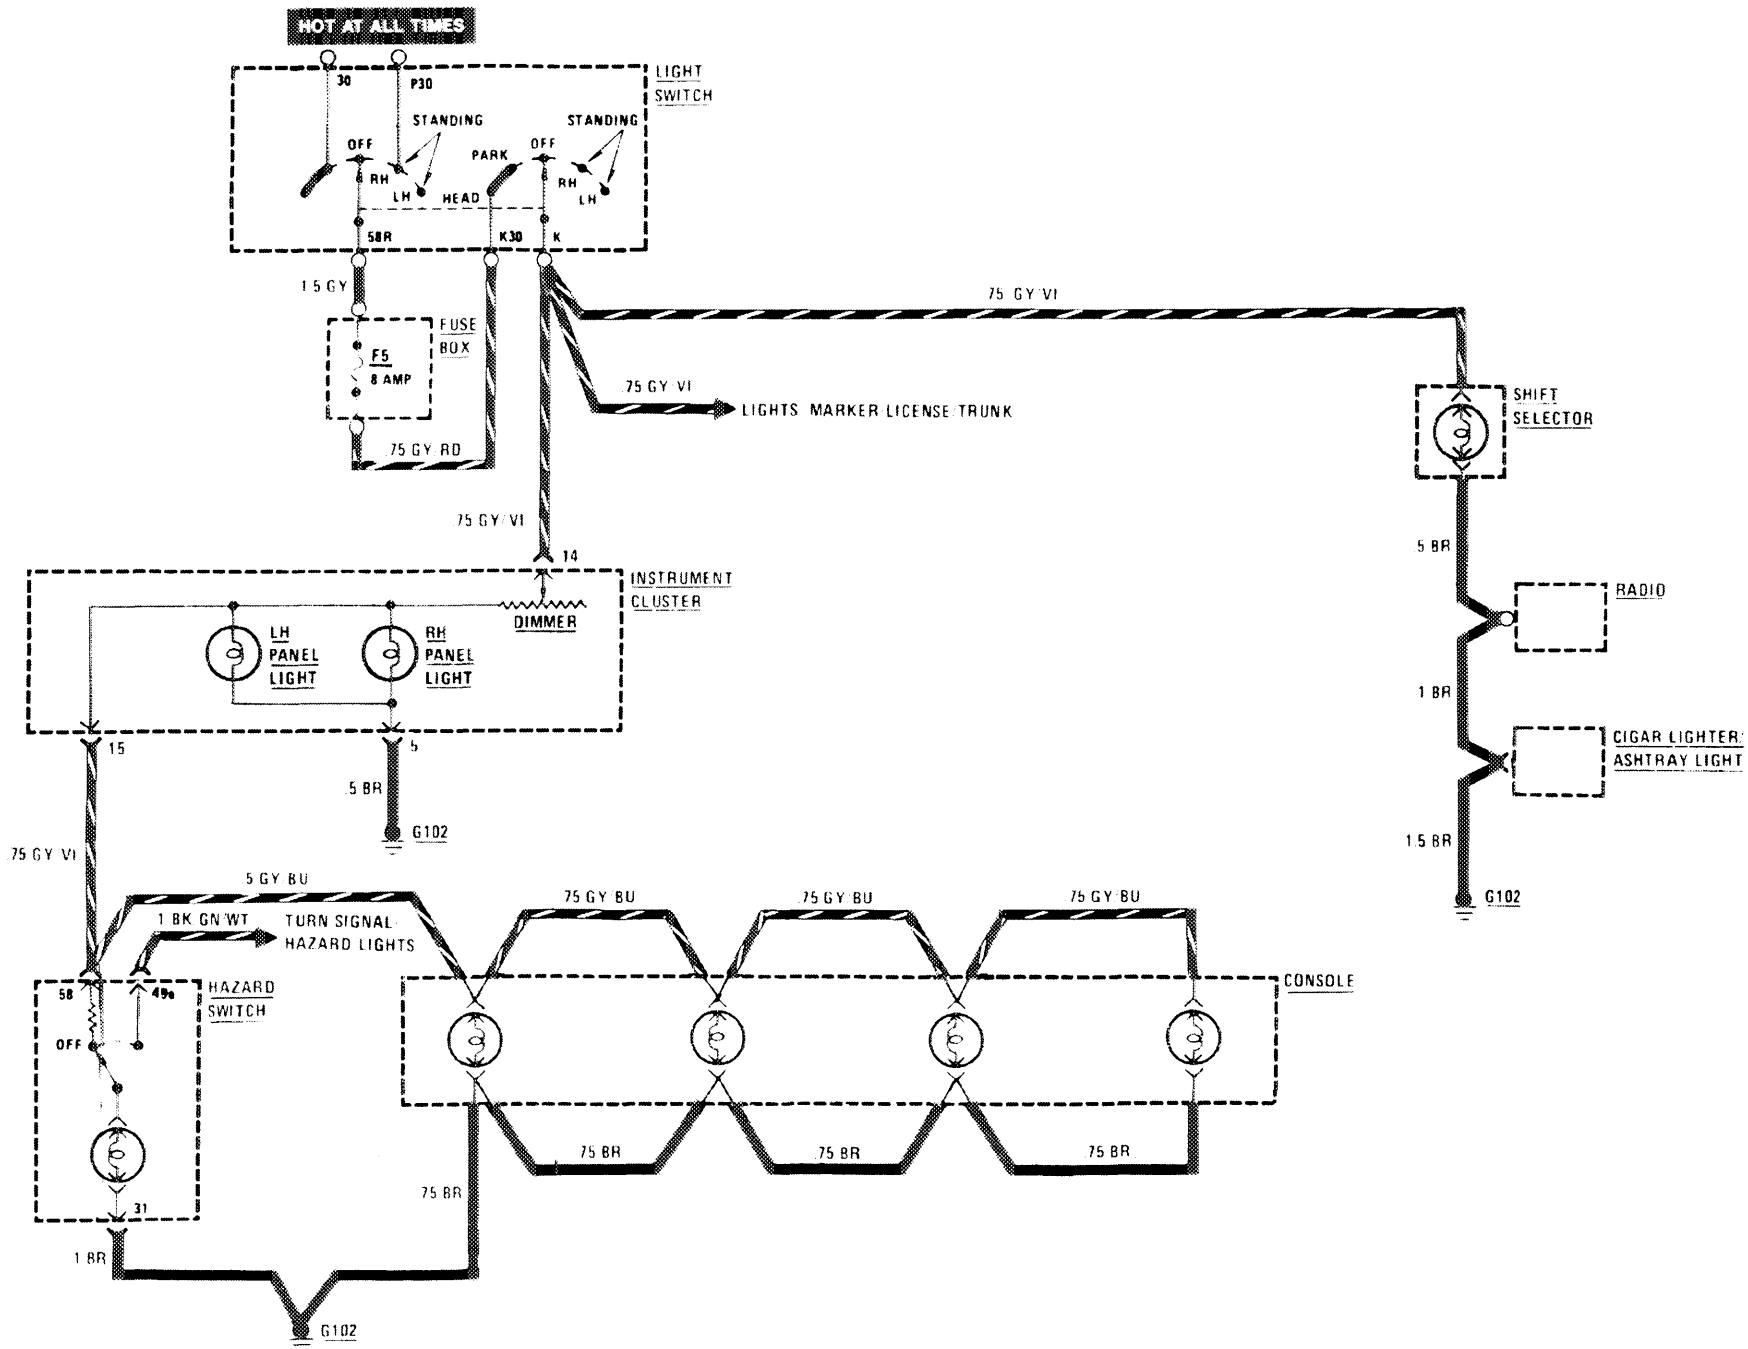 HOT AT ALL TIMES
30
P30
LIGHT
SWITCH
STANDING
STANDING
OFF
PARK
OFF
RH
LH
HEAD
RH
LH
58R
K30
K
1.5 GY
FUSE
BOX
F5
8 AMP
.75 GY/RD
.75 GY/VI
.75 GY/VI
LIGHTS MARKER/LICENSE/TRUNK
SHIFT
SELECTOR
.75 GY/VI
14
INSTRUMENT
CLUSTER
DIMMER
LH
PANEL
LIGHT
RH
PANEL
LIGHT
15
5
.5 BR
G102
.5 BR
RADIO
1 BR
CIGAR LIGHTER/
ASHTRAY LIGHT
1.5 BR
G102
.75 GY/VI
.5 GY/BU
1 BK GN/WT
TURN SIGNAL-
HAZARD LIGHTS
.75 GY/BU
.75 GY/BU
.75 GY/BU
58
49a
HAZARD
SWITCH
OFF
CONSOLE
31
1 BR
.75 BR
.75 BR
.75 BR
.75 BR
G102